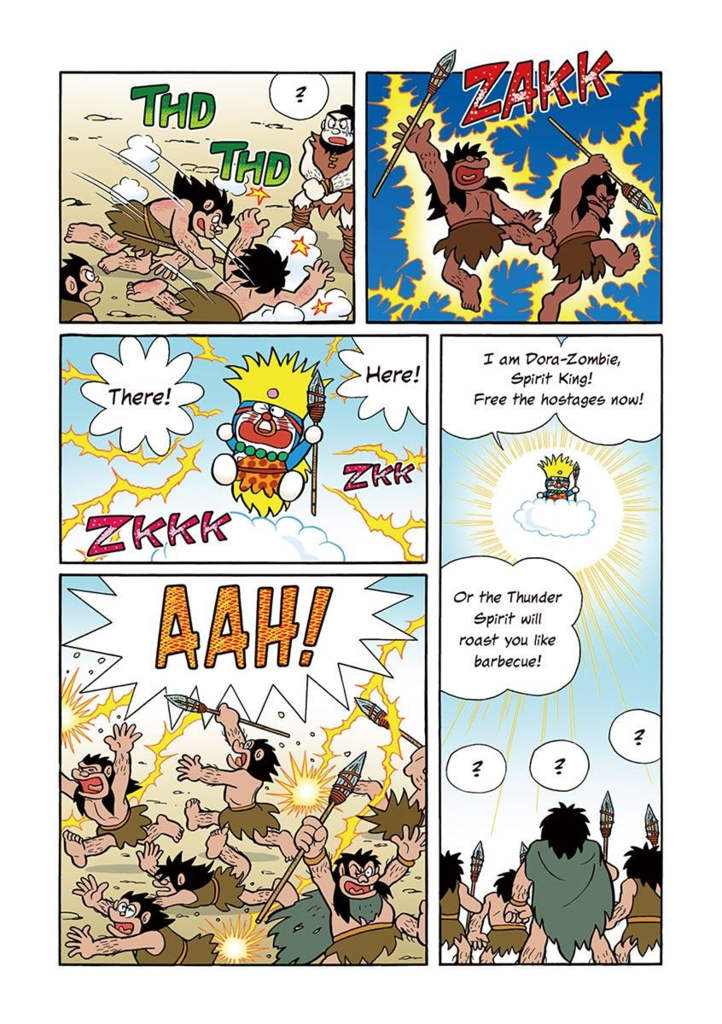 THD
THD
?
ZAKK
There!
Here!
ZKKK
ZKK
I am Dora-Zombie,
Spirit King!
Free the hostages now!
Or the Thunder
Spirit will
roast you like
barbecue!
?
?
?
AAH!